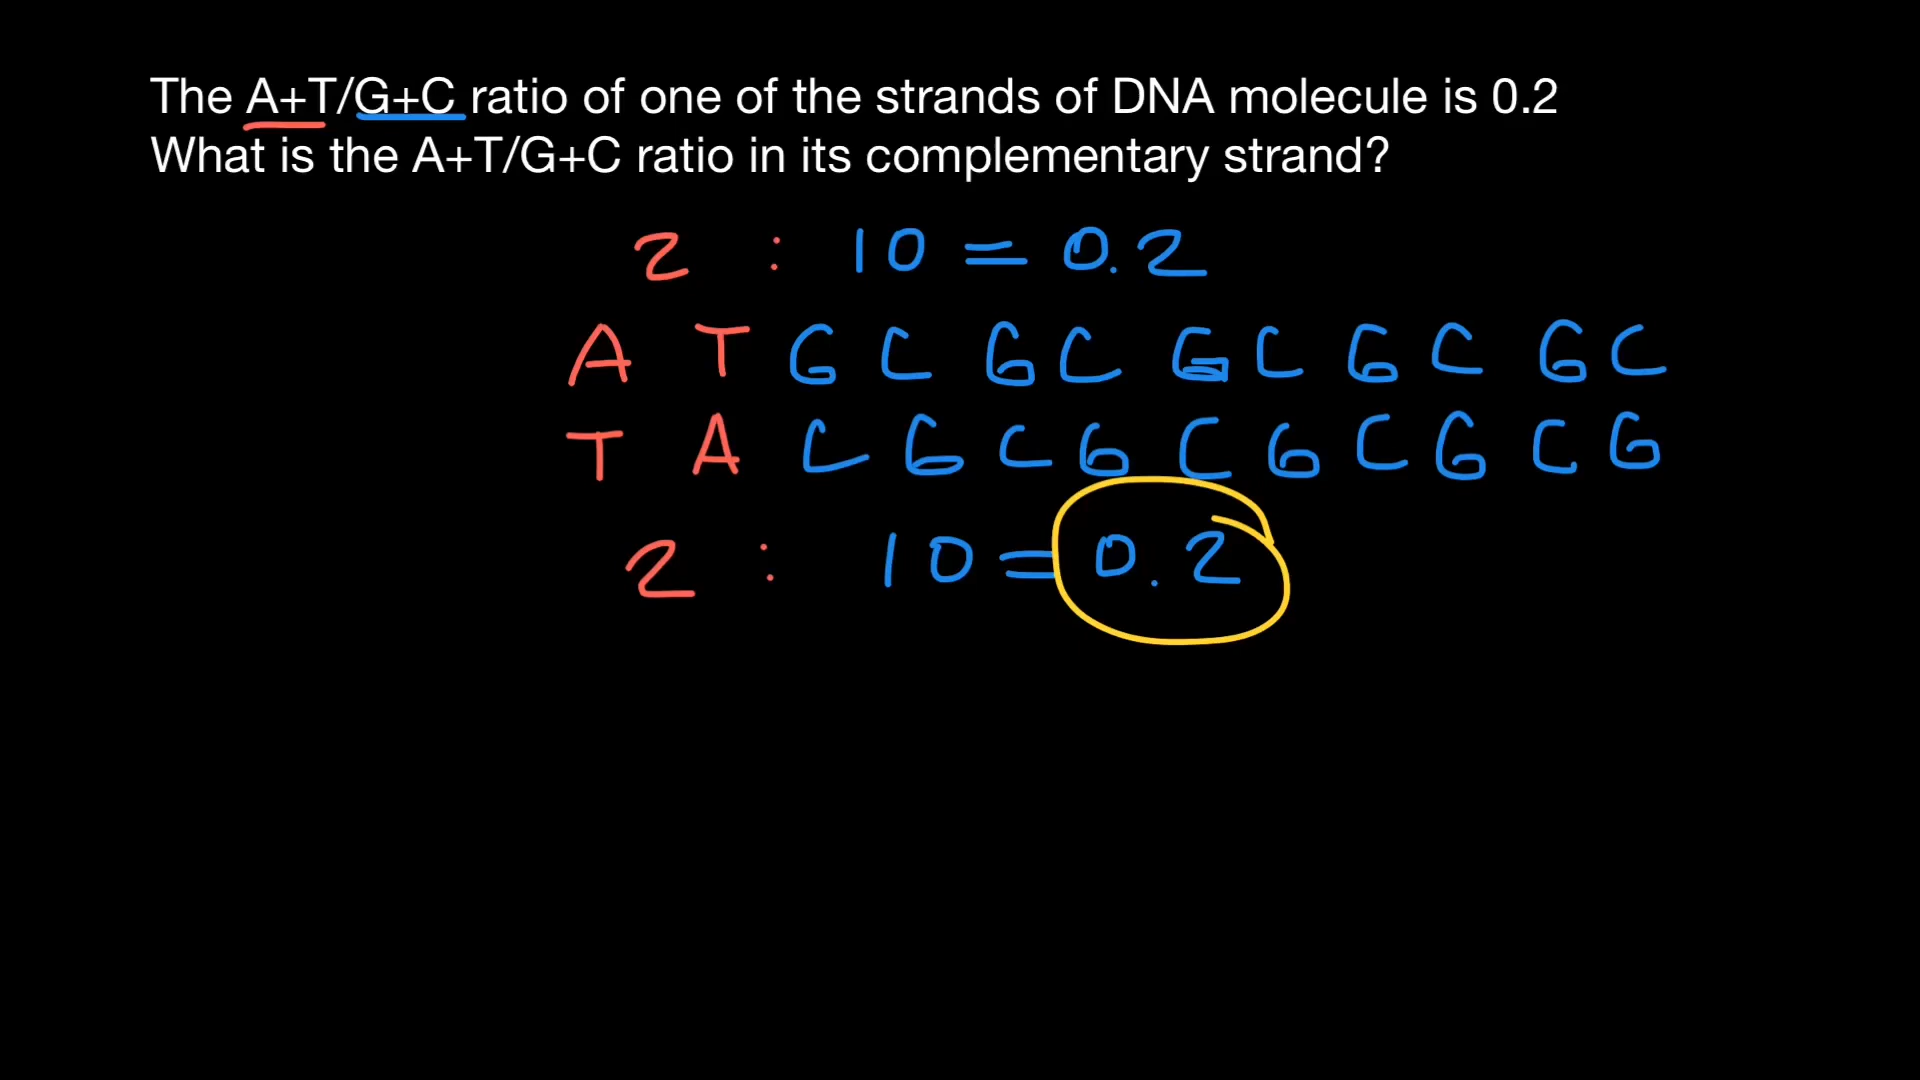 The A+T/G+C ratio of one of the strands of DNA molecule is 0.2
What is the A+T/G+C ratio in its complementary strand?
2 : 10 = 0.2
A T G C G C G C G C G C
T A C G C G C G C G C G
2 : 10 = 0.2